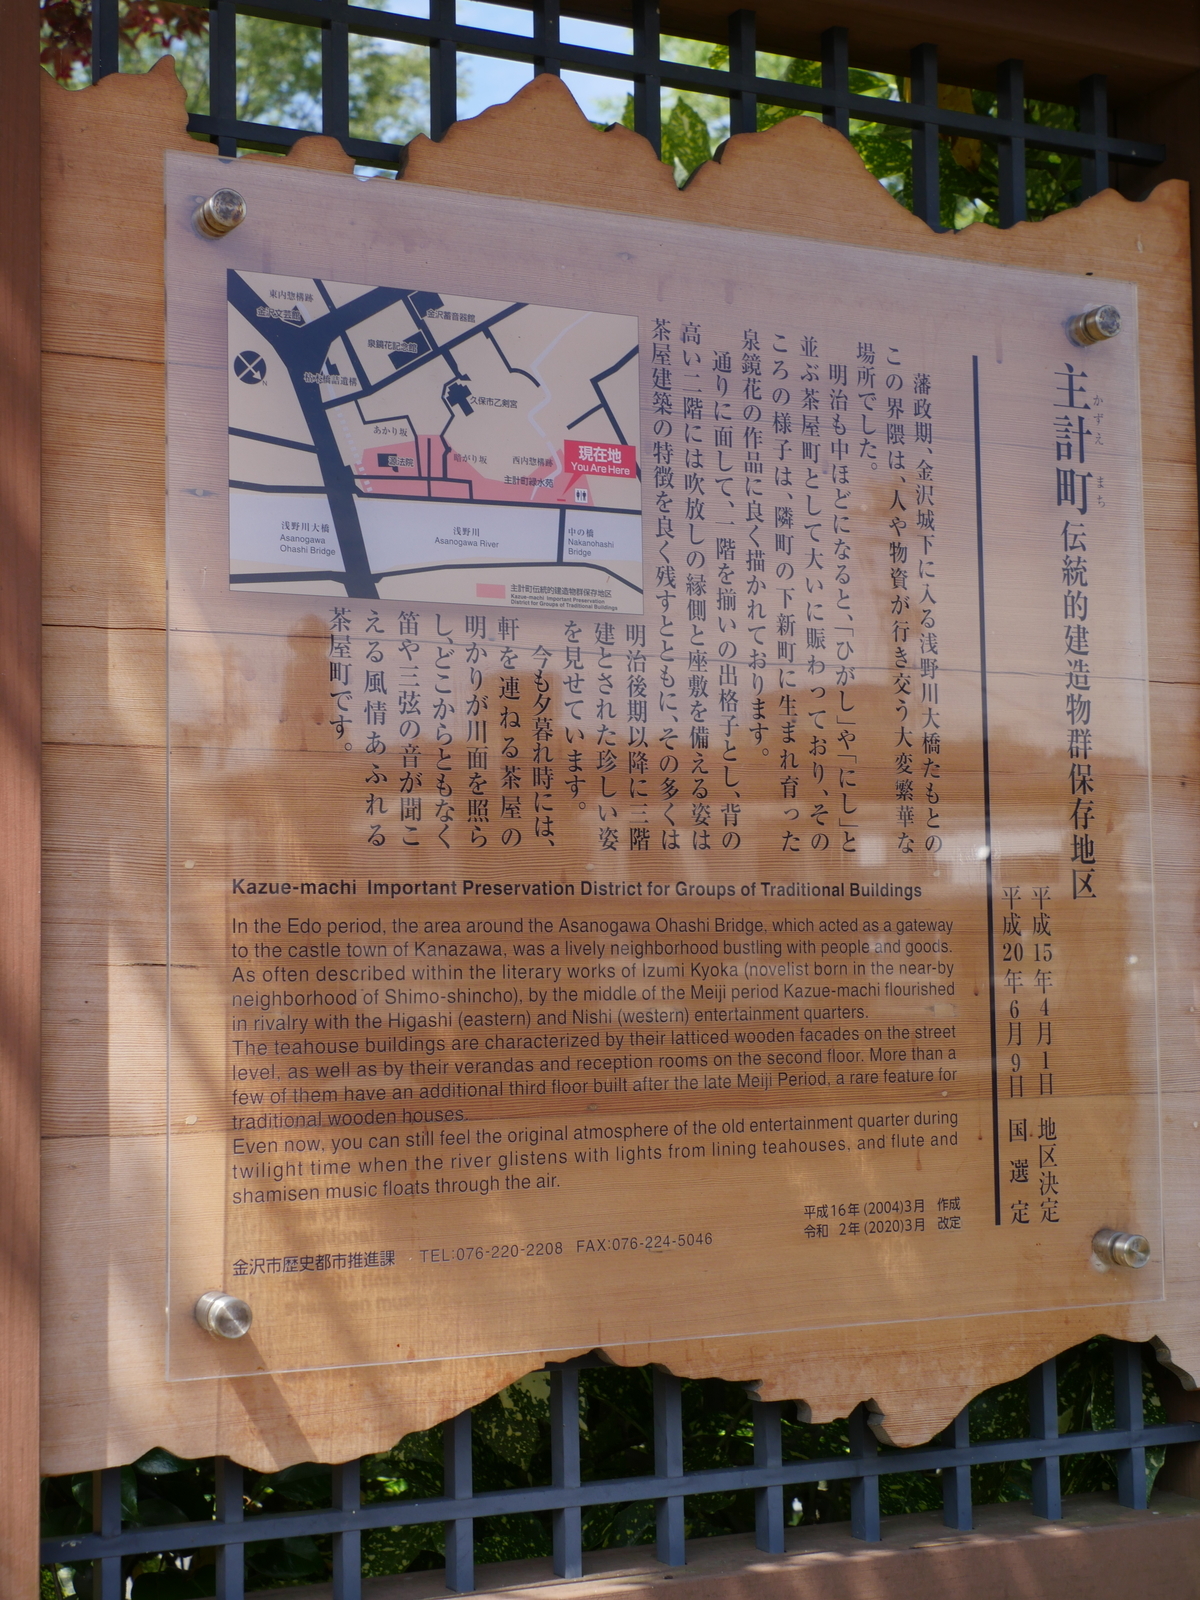 主計町伝統的建造物群保存地区
かずえ まち
平成15年4月1日 地区決定
平成20年6月9日 国選定
藩政期、金沢城下に入る浅野川大橋たもとの
この界隈は、人や物資が行き交う大変繁華な
場所でした。
明治も中ほどになると、「ひがし」や「にし」と
並ぶ茶屋町として大いに賑わっており、その
ころの様子は、隣町の下新町に生まれ育った
泉鏡花の作品に良く描かれております。
通りに面して、一階を揃いの出格子とし、背の
高い二階には吹放しの縁側と座敷を備える姿は
茶屋建築の特徴を良く残すとともに、その多くは
明治後期以降に三階
建とされた珍しい姿
を見せています。
今も夕暮れ時には、
軒を連ねる茶屋の
明かりが川面を照ら
し、どこからともなく
笛や三弦の音が聞こ
える風情あふれる
茶屋町です。
東内惣構跡
金沢文芸館
金沢蓄音器館
泉鏡花記念館
枯木橋詰遺構
N
久保市乙剣宮
あかり坂
暗がり坂
西内惣構跡
主計町緑水苑
現在地
You Are Here
浅野川大橋
Asanogawa
Ohashi Bridge
浅野川
Asanogawa River
中の橋
Nakanohashi
Bridge
主計町伝統的建造物群保存地区
Kazue-machi Important Preservation
District for Groups of Traditional Buildings
Kazue-machi Important Preservation District for Groups of Traditional Buildings
In the Edo period, the area around the Asanogawa Ohashi Bridge, which acted as a gateway
to the castle town of Kanazawa, was a lively neighborhood bustling with people and goods.
As often described within the literary works of Izumi Kyoka (novelist born in the near-by
neighborhood of Shimo-shincho), by the middle of the Meiji period Kazue-machi flourished
in rivalry with the Higashi (eastern) and Nishi (western) entertainment quarters.
The teahouse buildings are characterized by their latticed wooden facades on the street
level, as well as by their verandas and reception rooms on the second floor. More than a
few of them have an additional third floor built after the late Meiji Period, a rare feature for
traditional wooden houses.
Even now, you can still feel the original atmosphere of the old entertainment quarter during
twilight time when the river glistens with lights from lining teahouses, and flute and
shamisen music floats through the air.
平成16年(2004)3月 作成
令和 2年(2020)3月 改定
金沢市歴史都市推進課 TEL:076-220-2208 FAX:076-224-5046